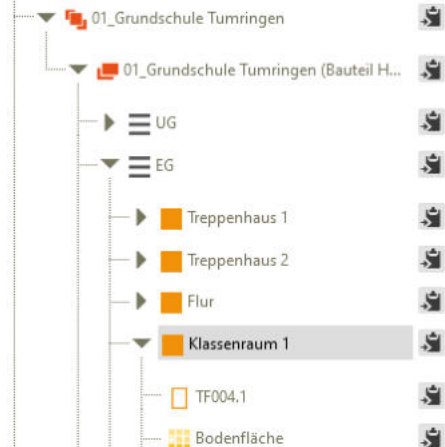 01_Grundschule Tumringen
01_Grundschule Tumringen (Bauteil H...
UG
EG
Treppenhaus 1
Treppenhaus 2
Flur
Klassenraum 1
TF004.1
Bodenfläche